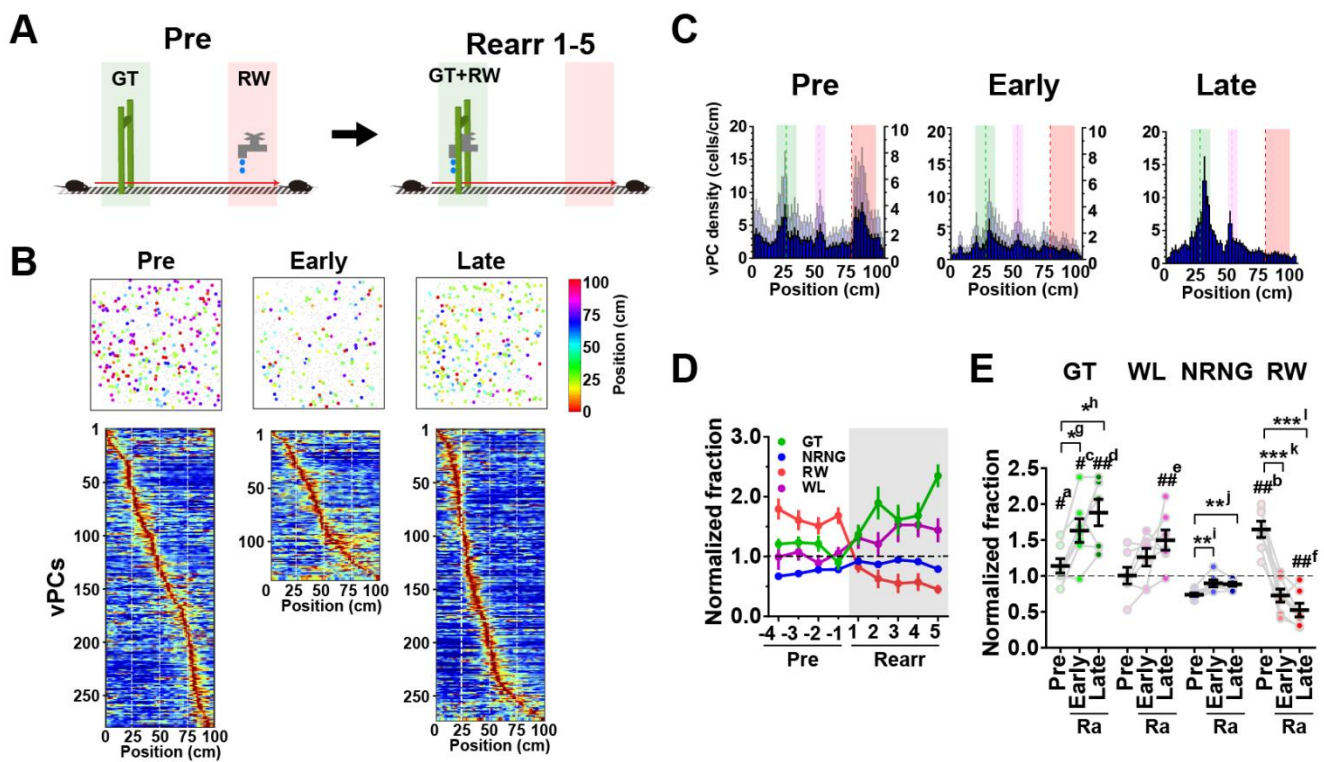 A
Pre
Rearr 1-5
GT
RW
GT+RW
B
Pre
Early
Late
100
75
50
25
0
Position (cm)
vPCs
1
50
100
150
200
250
25 50 75 100
Position (cm)
1
50
100
25 50 75 100
Position (cm)
1
50
100
150
200
250
25 50 75 100
Position (cm)
C
Pre
Early
Late
vPC density (cells/cm)
20
15
10
5
0
10
8
6
4
2
0
0 25 50 75 100
Position (cm)
20
15
10
5
0
10
8
6
4
2
0
0 25 50 75 100
Position (cm)
20
15
10
5
0
0 25 50 75 100
Position (cm)
D
Normalized fraction
3.0
2.0
1.0
0.0
GT
NRNG
RW
WL
-4 -3 -2 -1 1 2 3 4 5
Pre Rearr
E
GT WL NRNG RW
Normalized fraction
2.5
2.0
1.5
1.0
0.5
0.0
*h
*g
#a
#c
##d
##e
**j
**i
***l
***k
##b
##f
Pre Early Late Pre Early Late Pre Early Late Pre Early Late
Ra Ra Ra Ra